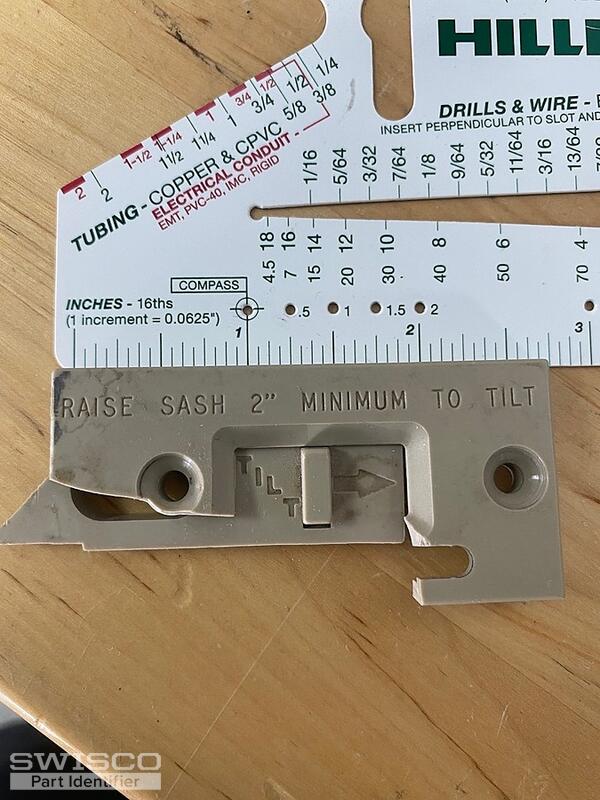 HILL
DRILLS & WIRE -
INSERT PERPENDICULAR TO SLOT AND
2 1-1/2 1-1/4 1 3/4 1/2
2 11/2 11/4 1 3/4 1/2 1/4
5/8 3/8
TUBING - COPPER & CPVC
ELECTRICAL CONDUIT -
EMT, PVC-40, IMC, RIGID
1/16 5/64 3/32 7/64 1/8 9/64 5/32 11/64 3/16 13/64
18 16 14 12 10 8 6 4
4.5 7 15 20 30 40 50 70
COMPASS
INCHES - 16ths
(1 increment = 0.0625")
.5 1 1.5 2
1 2 3
RAISE SASH 2" MINIMUM TO TILT
TILT
SWISCO
Part Identifier